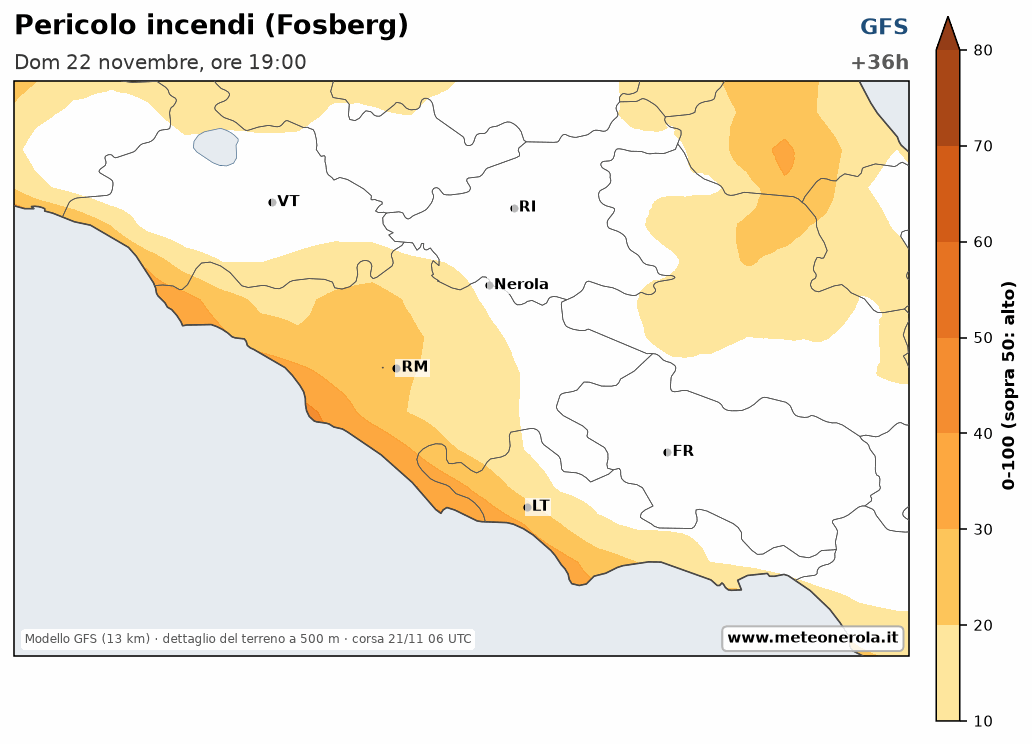 Pericolo incendi (Fosberg)
GFS
Dom 22 novembre, ore 19:00
+36h
80
70
60
50
40
30
20
10
0-100 (sopra 50: alto)
VT
RI
Nerola
RM
FR
LT
Modello GFS (13 km) · dettaglio del terreno a 500 m · corsa 21/11 06 UTC
www.meteonerola.it